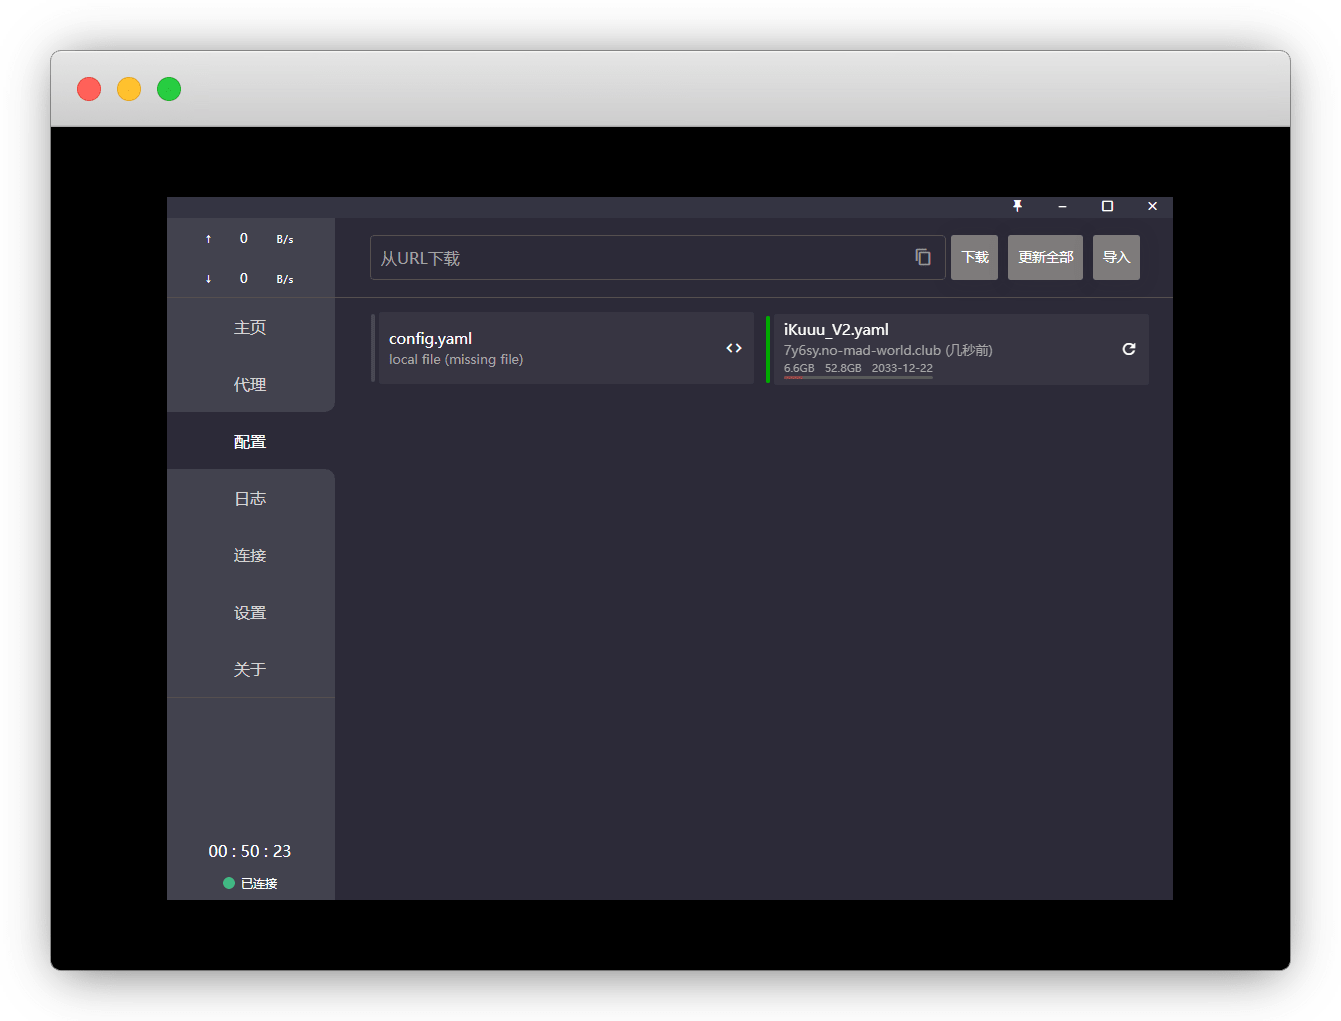 ↑ 0 B/s
↓ 0 B/s
主页
代理
配置
日志
连接
设置
关于
00 : 50 : 23
已连接
从URL下载
下载
更新全部
导入
config.yaml
local file (missing file)
iKuuu_V2.yaml
7y6sy.no-mad-world.club (几秒前)
6.6GB 52.8GB 2033-12-22